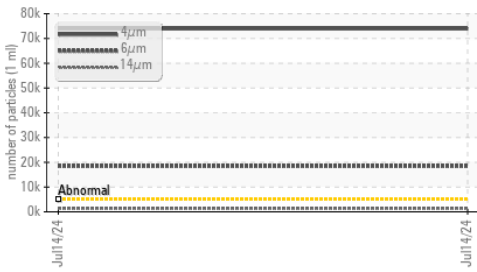 number of particles (1 ml)
80k
70k
60k
50k
40k
30k
20k
10k
0k
4µm
6µm
14µm
Abnormal
Jul14/24
Jul14/24